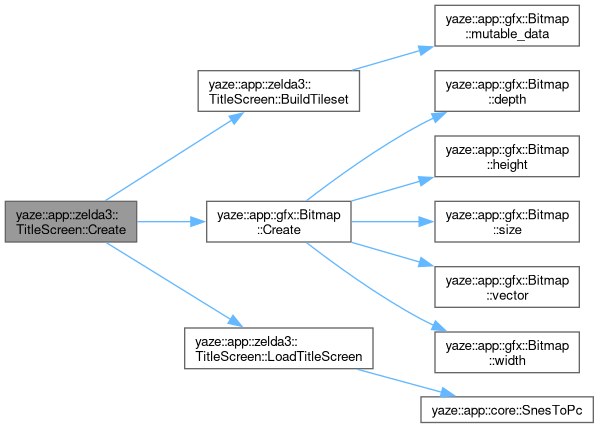 yaze::app::zelda3::
TitleScreen::Create
yaze::app::zelda3::
TitleScreen::BuildTileset
yaze::app::gfx::Bitmap
::mutable_data
yaze::app::gfx::Bitmap
::Create
yaze::app::gfx::Bitmap
::depth
yaze::app::gfx::Bitmap
::height
yaze::app::gfx::Bitmap
::size
yaze::app::gfx::Bitmap
::vector
yaze::app::gfx::Bitmap
::width
yaze::app::zelda3::
TitleScreen::LoadTitleScreen
yaze::app::core::SnesToPc